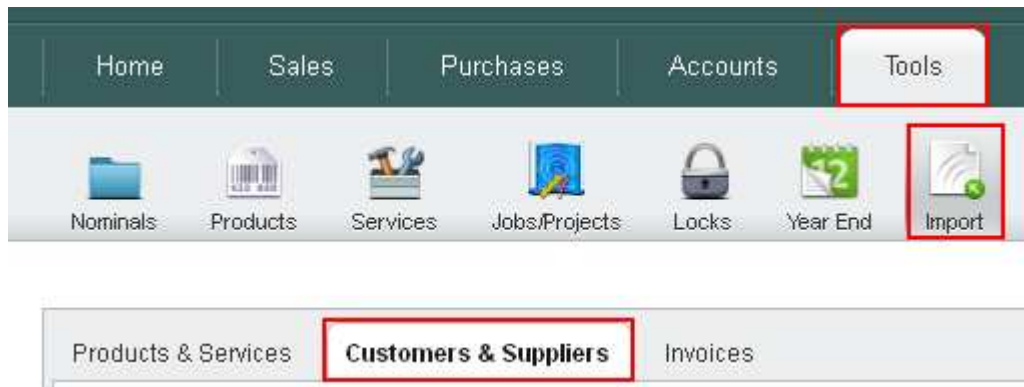 Home Sales Purchases Accounts Tools
12
Nominals Products Services Jobs/Projects Locks Year End Import
Products & Services Customers & Suppliers Invoices